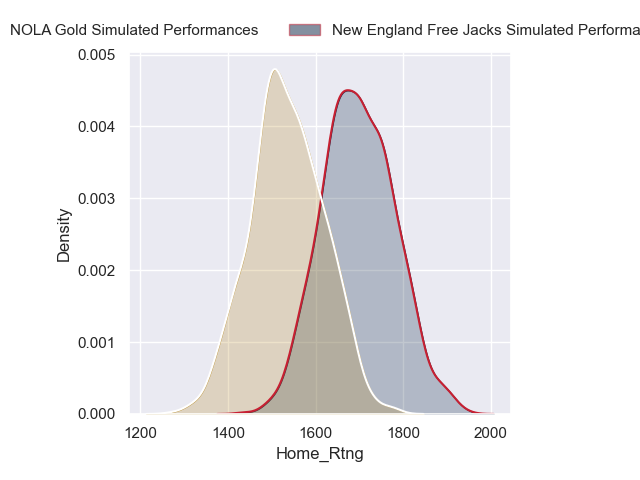 NOLA Gold Simulated Performances
New England Free Jacks Simulated Performa
0.005
0.004
0.003
0.002
0.001
0.000
Density
1200 1400 1600 1800 2000
Home_Rtng